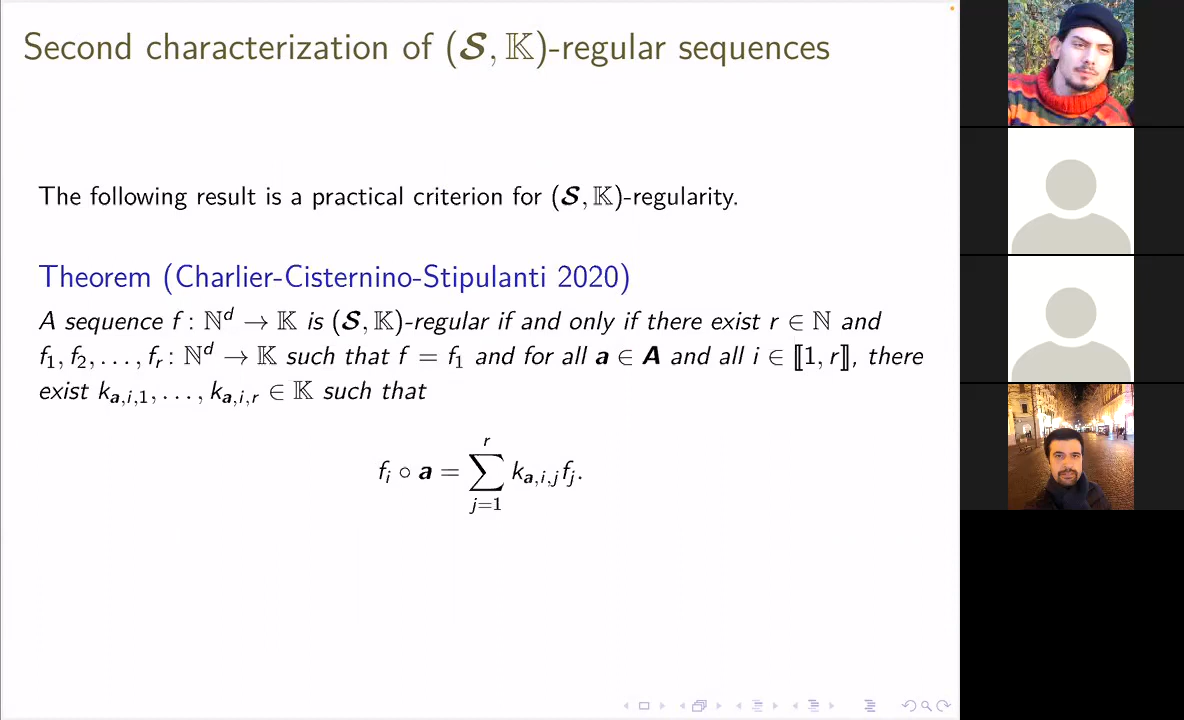 Second characterization of (𝓢, 𝕂)-regular sequences
The following result is a practical criterion for (𝓢, 𝕂)-regularity.
Theorem (Charlier-Cisternino-Stipulanti 2020)
A sequence f : ℕ^d → 𝕂 is (𝓢, 𝕂)-regular if and only if there exist r ∈ ℕ and
f_1, f_2, . . . , f_r : ℕ^d → 𝕂 such that f = f_1 and for all a ∈ A and all i ∈ ⟦1, r⟧, there
exist k_{a,i,1}, . . . , k_{a,i,r} ∈ 𝕂 such that
f_i ∘ a = ∑_{j=1}^{r} k_{a,i,j} f_j.